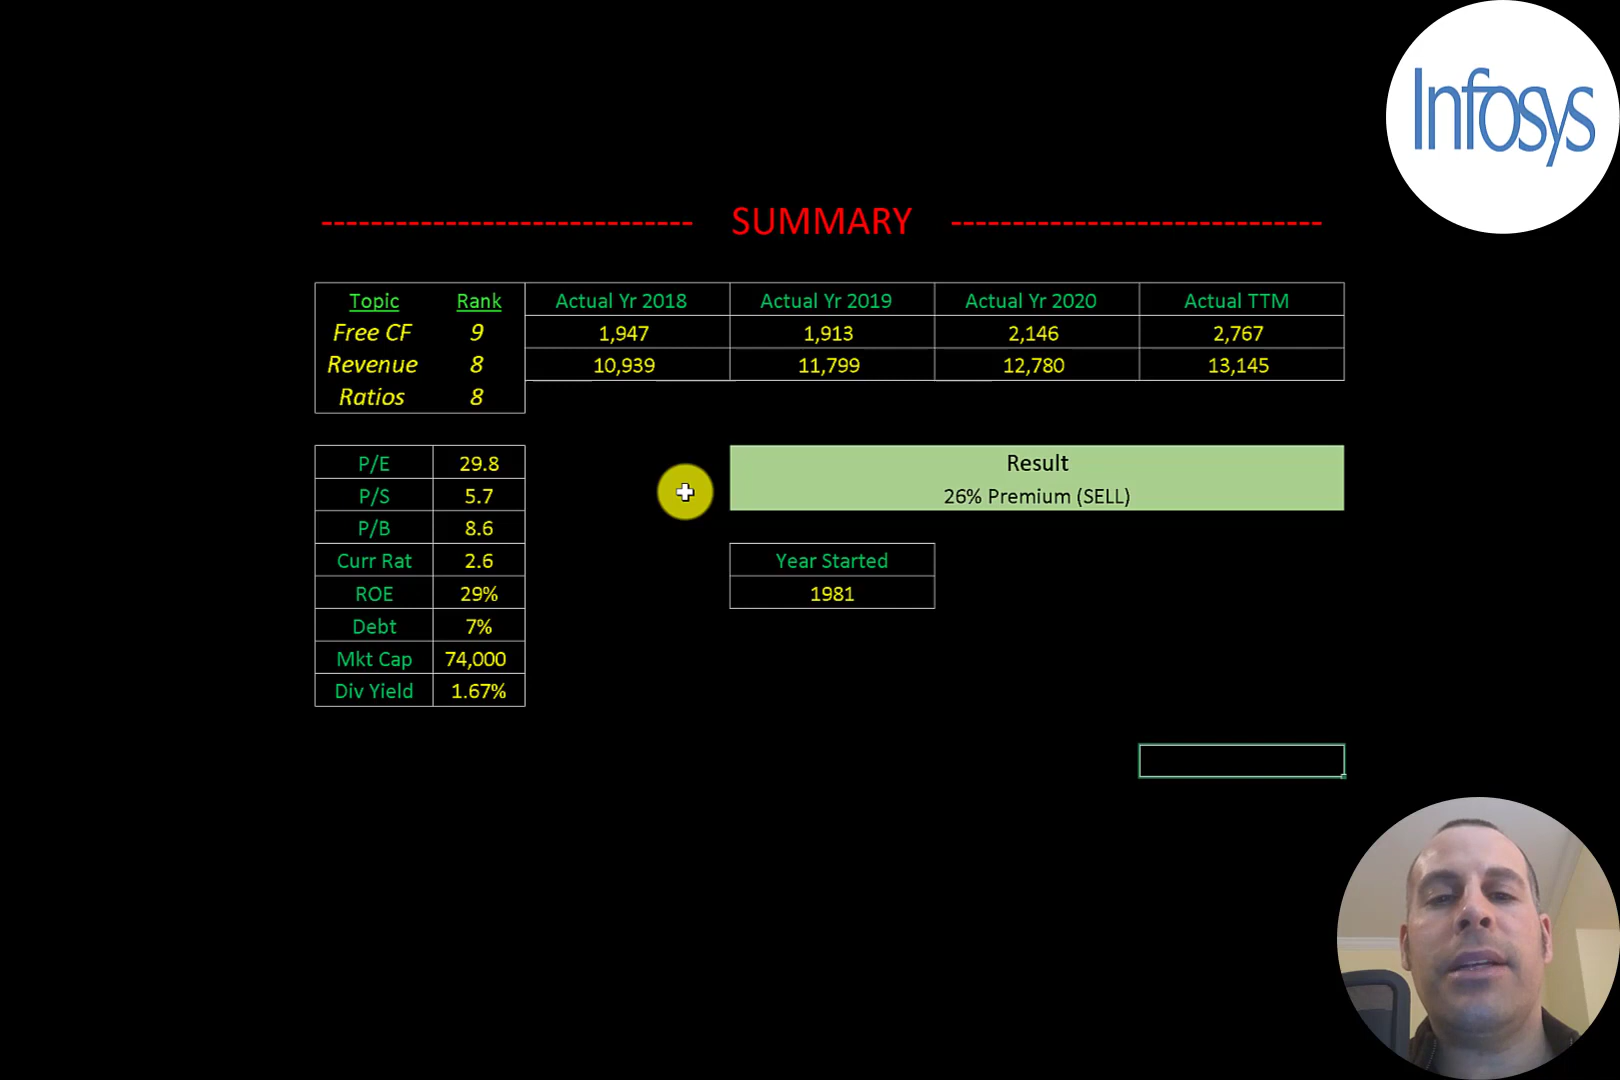 Infosys
---------------------------- SUMMARY ----------------------------
Topic Rank Actual Yr 2018 Actual Yr 2019 Actual Yr 2020 Actual TTM
Free CF 9 1,947 1,913 2,146 2,767
Revenue 8 10,939 11,799 12,780 13,145
Ratios 8
P/E 29.8
P/S 5.7
P/B 8.6
Curr Rat 2.6
ROE 29%
Debt 7%
Mkt Cap 74,000
Div Yield 1.67%
Result
26% Premium (SELL)
Year Started
1981